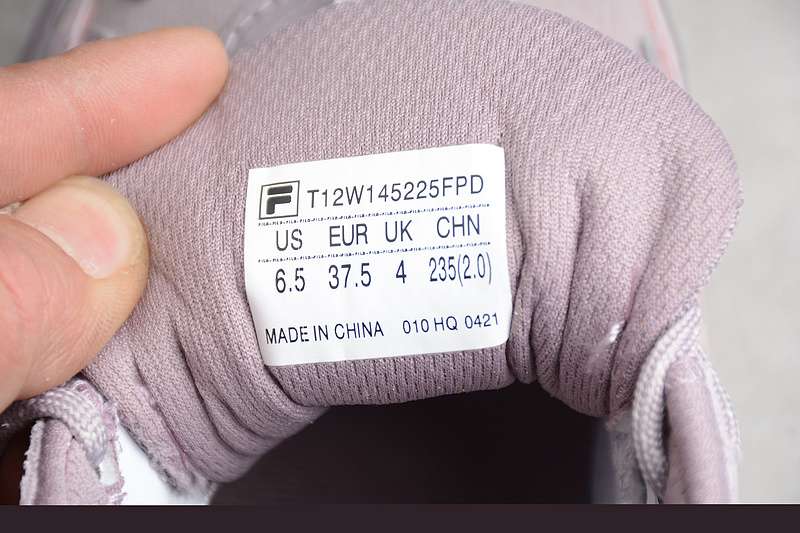 F T12W145225FPD
US EUR UK CHN
6.5 37.5 4 235(2.0)
MADE IN CHINA 010 HQ 0421